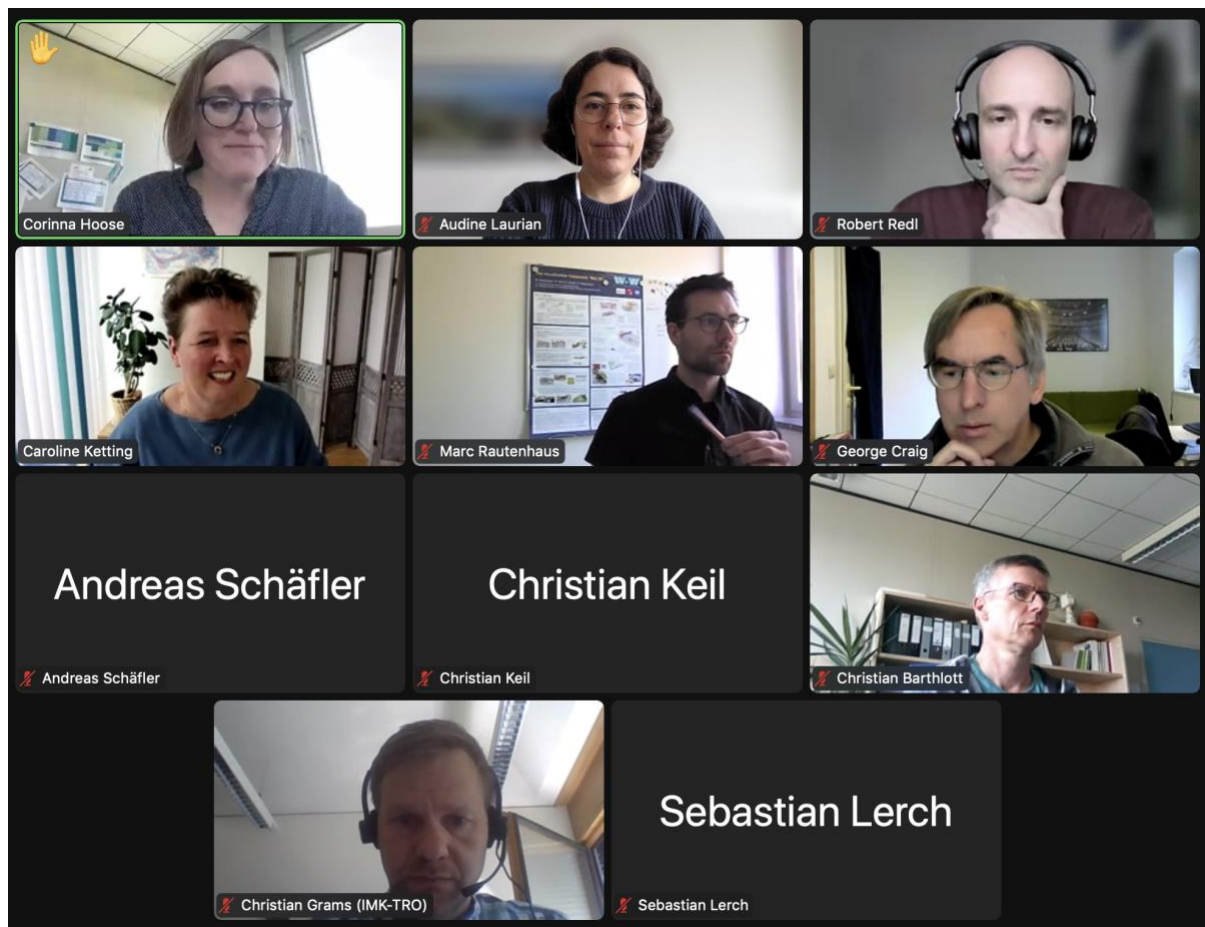 Corinna Hoose
Audine Laurian
Robert Redl
Caroline Ketting
W-W
Marc Rautenhaus
George Craig
Andreas Schäfler
Andreas Schäfler
Christian Keil
Christian Keil
Christian Barthlott
Christian Grams (IMK-TRO)
Sebastian Lerch
Sebastian Lerch